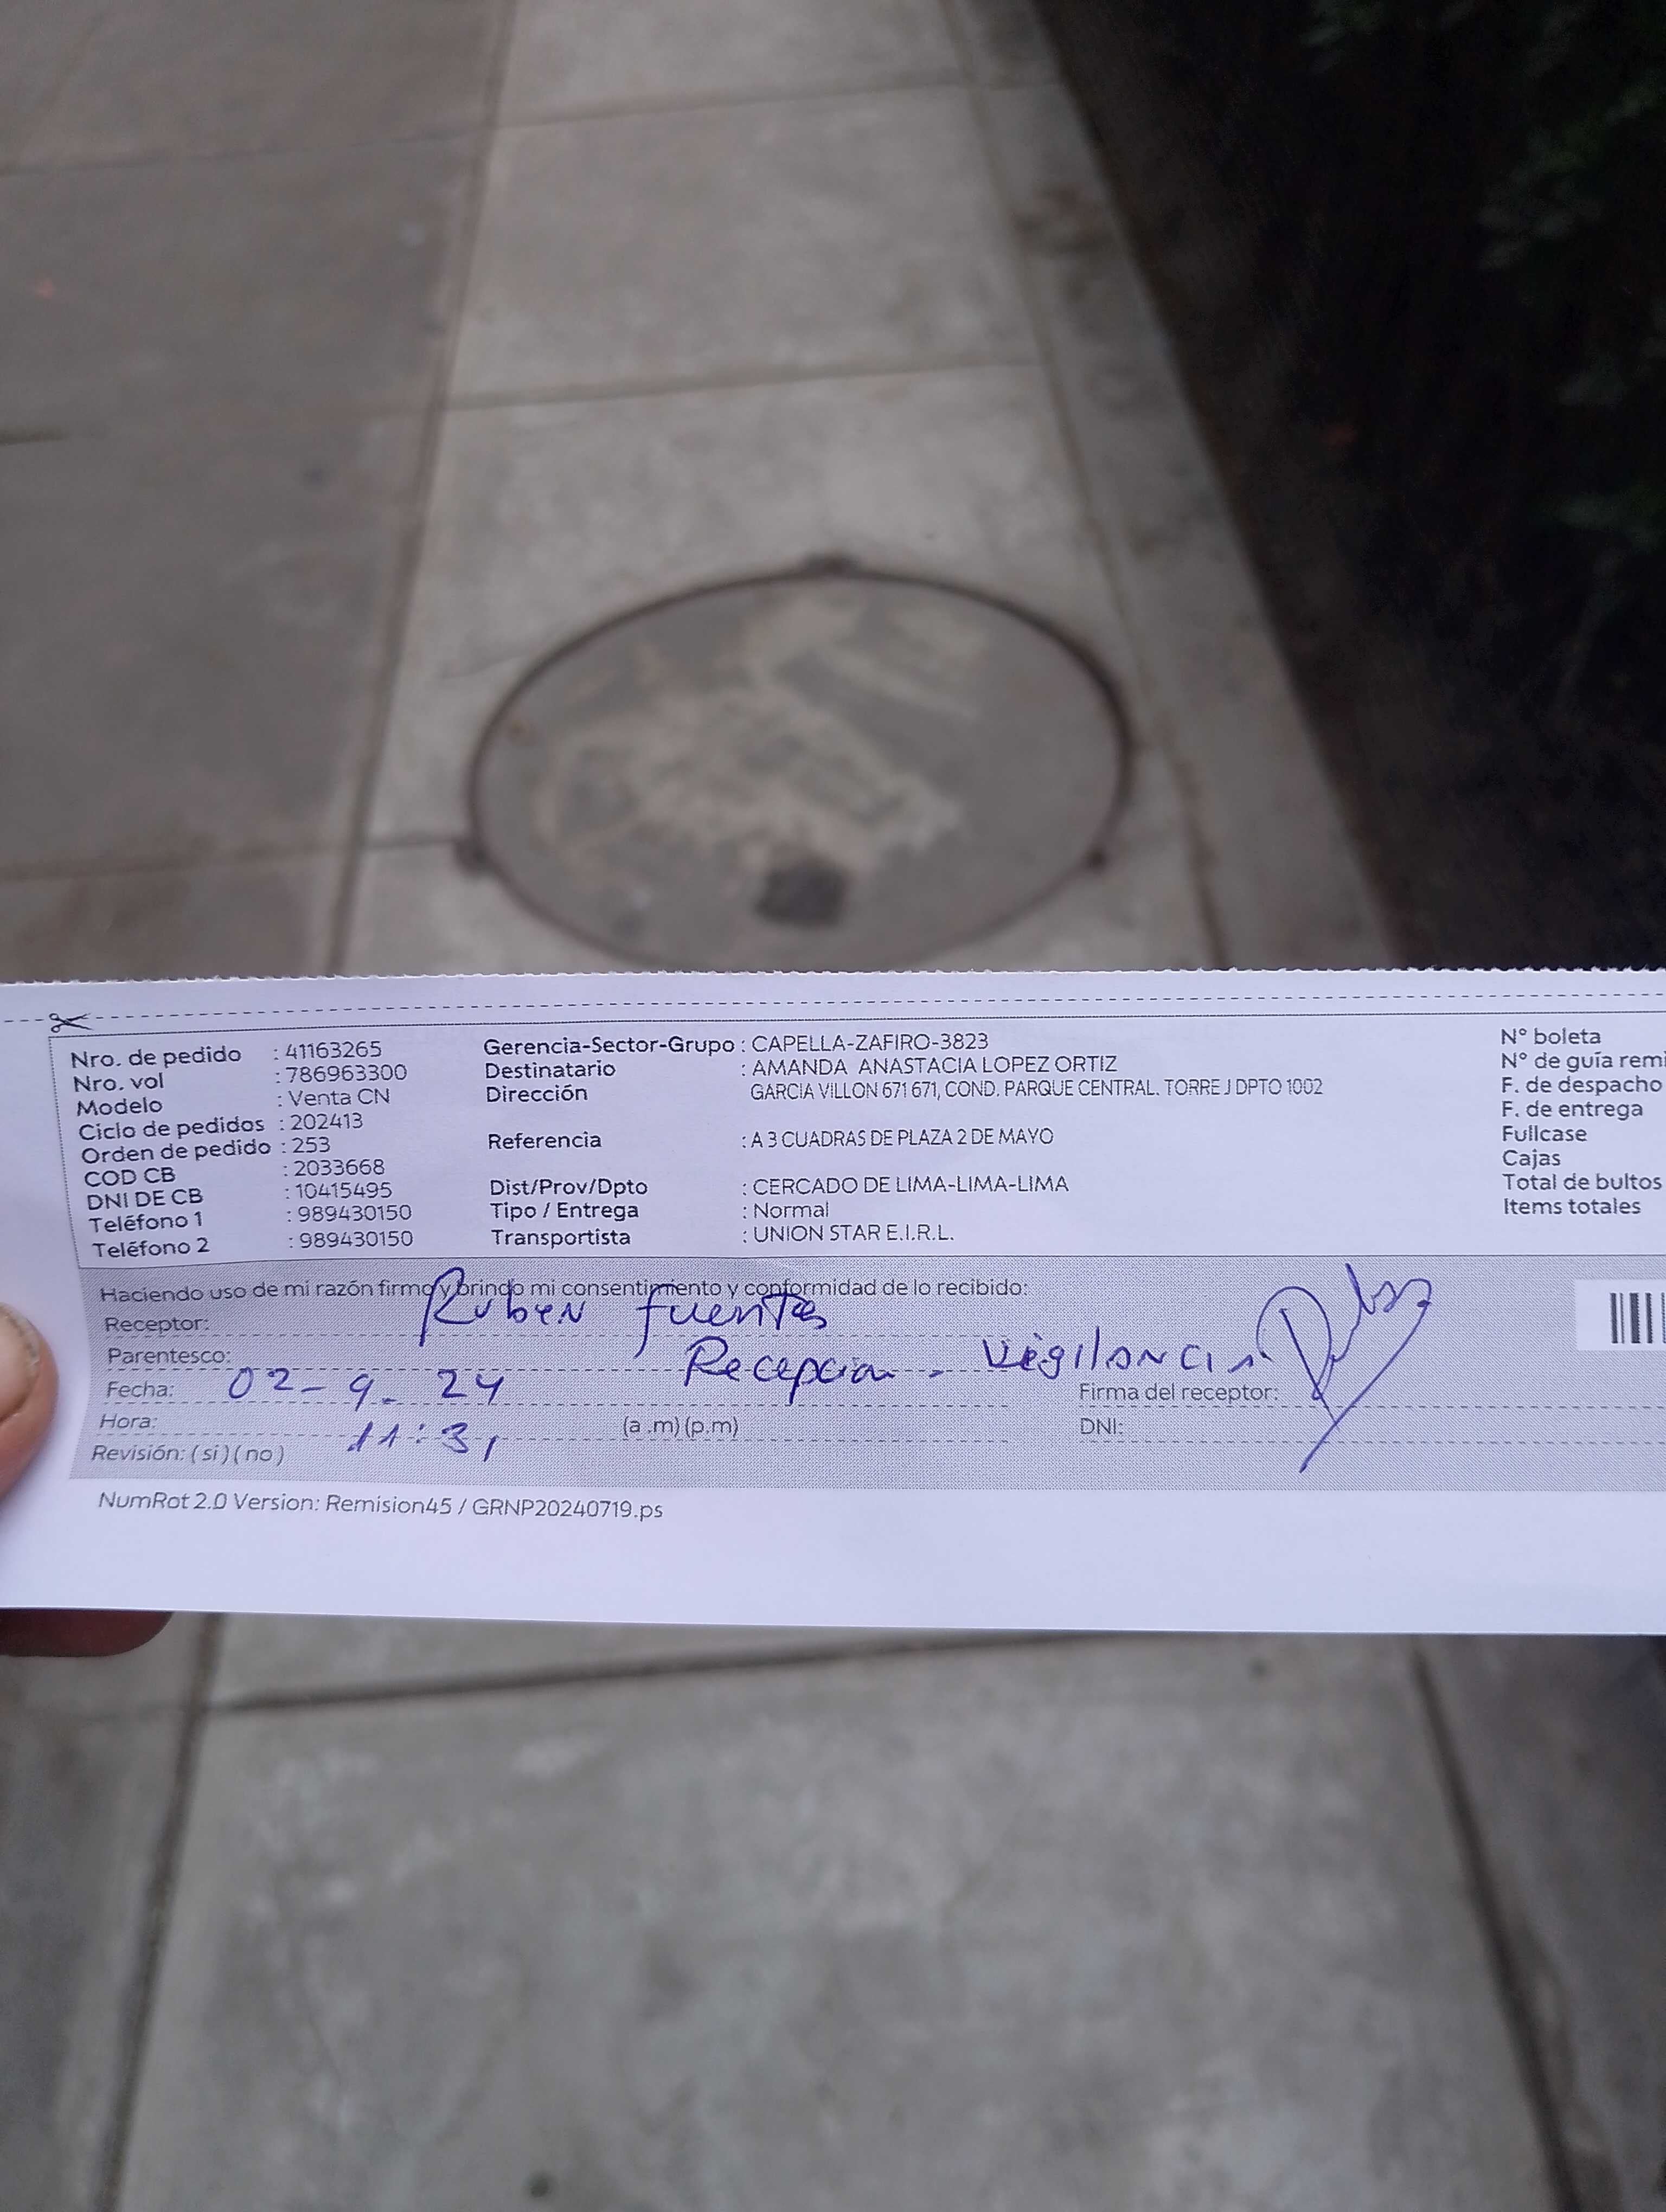 Nro. de pedido : 41163265
Nro. vol : 786963300
Modelo : Venta CN
Ciclo de pedidos : 202413
Orden de pedido : 253
COD CB : 2033668
DNI DE CB : 10415495
Teléfono 1 : 989430150
Teléfono 2 : 989430150
Gerencia-Sector-Grupo : CAPELLA-ZAFIRO-3823
Destinatario : AMANDA ANASTACIA LOPEZ ORTIZ
Dirección GARCIA VILLON 671 671, COND. PARQUE CENTRAL. TORRE J DPTO 1002
Referencia : A 3 CUADRAS DE PLAZA 2 DE MAYO
Dist/Prov/Dpto : CERCADO DE LIMA-LIMA-LIMA
Tipo / Entrega : Normal
Transportista : UNION STAR E.I.R.L.
N° boleta
N° de guía remi
F. de despacho
F. de entrega
Fullcase
Cajas
Total de bultos
Items totales
Haciendo uso de mi razón firmo y brindo mi consentimiento y conformidad de lo recibido:
Receptor: Ruben fuentes
Parentesco: Recepcion - Vigilancia
Fecha: 02-9-24
Firma del receptor:
Hora: 11:31 (a .m) (p.m)
DNI:
Revisión: ( si ) ( no )
NumRot 2.0 Version: Remision45 / GRNP20240719.ps